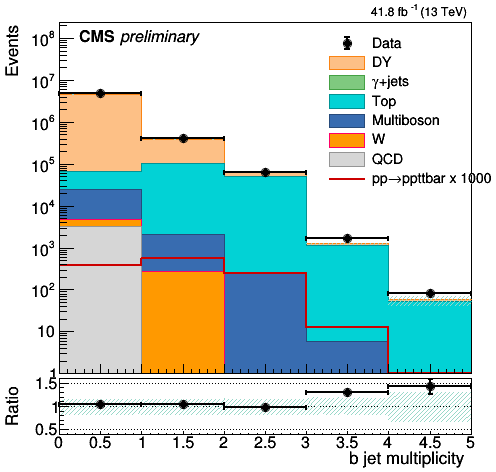 41.8 fb⁻¹ (13 TeV)
CMS preliminary
Events
10⁸
10⁷
10⁶
10⁵
10⁴
10³
10²
10
1
Data
DY
γ+jets
Top
Multiboson
W
QCD
pp→ppttbar x 1000
Ratio
1.5
1
0.5
0 0.5 1 1.5 2 2.5 3 3.5 4 4.5 5
b jet multiplicity